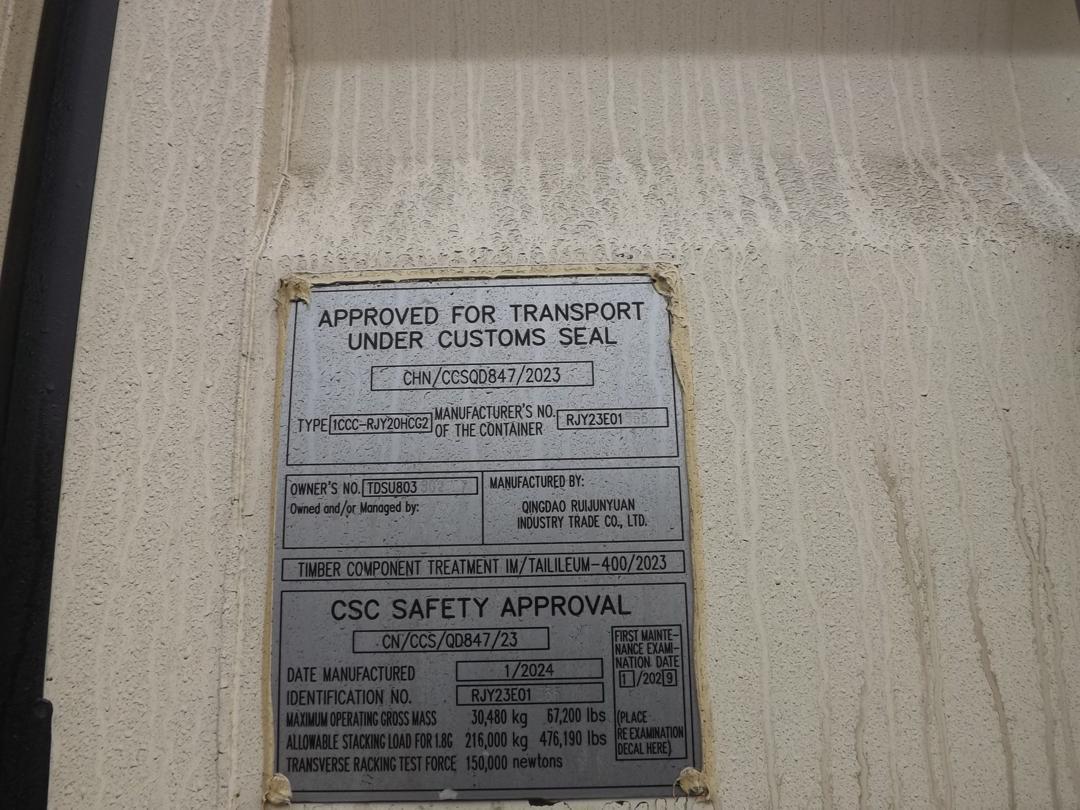 APPROVED FOR TRANSPORT
UNDER CUSTOMS SEAL
CHN/CCSQD847/2023
TYPE 1CCC-RJY20HCG2 MANUFACTURER'S NO. OF THE CONTAINER RJY23E01
OWNER'S NO. TDSU803
Owned and/or Managed by:
MANUFACTURED BY:
QINGDAO RUIJUNYUAN
INDUSTRY TRADE CO., LTD.
TIMBER COMPONENT TREATMENT IM/TAILILEUM-400/2023
CSC SAFETY APPROVAL
CN/CCS/QD847/23
DATE MANUFACTURED 1/2024
IDENTIFICATION NO. RJY23E01
MAXIMUM OPERATING GROSS MASS 30,480 kg 67,200 lbs
ALLOWABLE STACKING LOAD FOR 1.8G 216,000 kg 476,190 lbs
TRANSVERSE RACKING TEST FORCE 150,000 newtons
FIRST MAINTE-
NANCE EXAMI-
NATION DATE
1/2029
(PLACE
RE EXAMINATION
DECAL HERE)